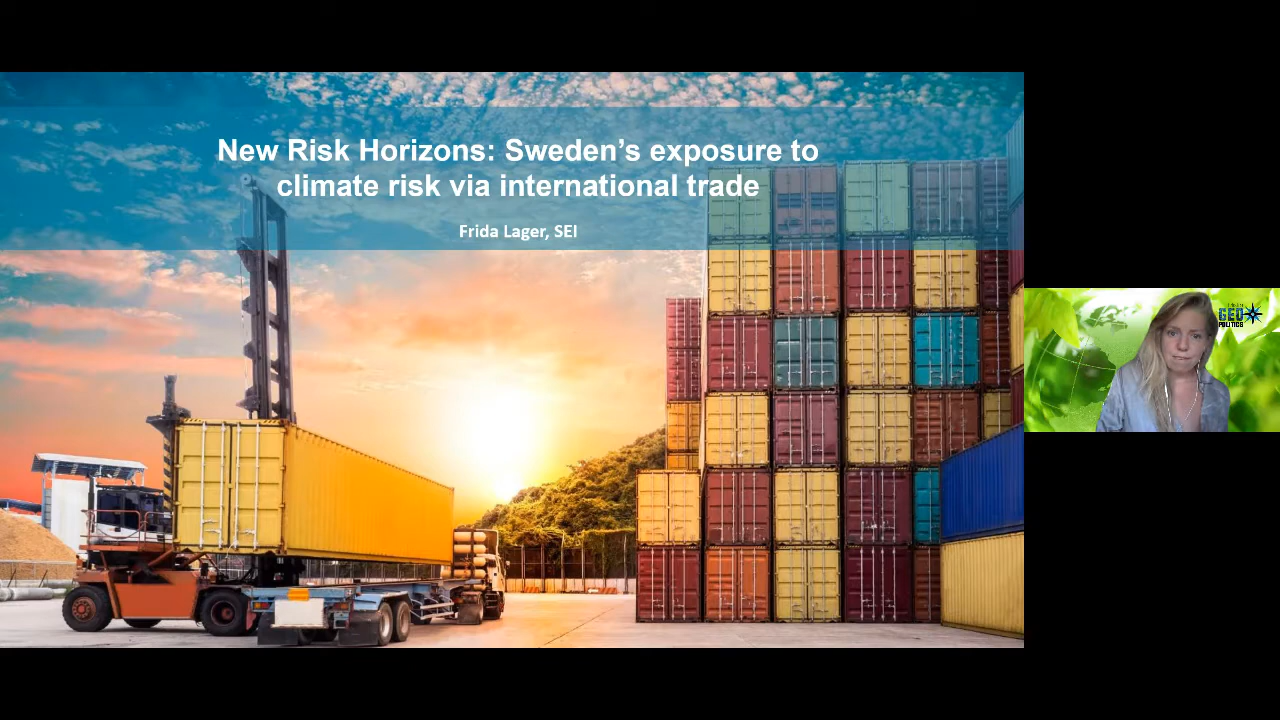 New Risk Horizons: Sweden's exposure to
climate risk via international trade
Frida Lager, SEI
GEO
POLITICS